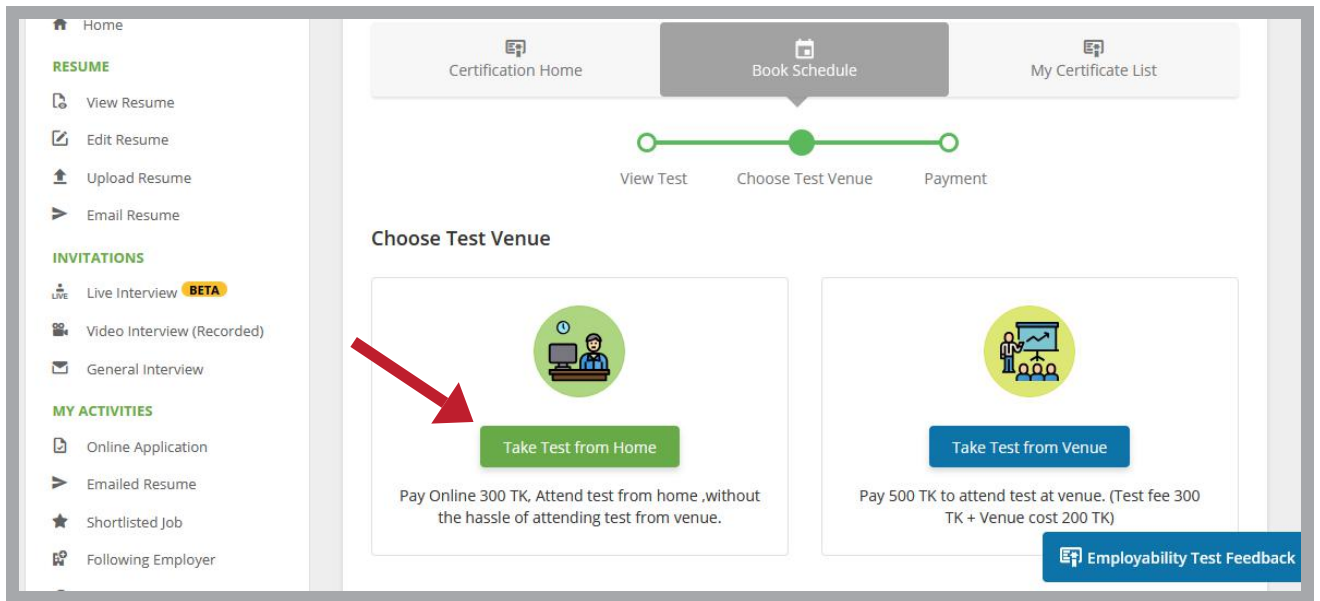 Home
RESUME
View Resume
Edit Resume
Upload Resume
Email Resume
INVITATIONS
LIVE
Live Interview BETA
Video Interview (Recorded)
General Interview
MY ACTIVITIES
Online Application
Emailed Resume
Shortlisted Job
Following Employer
Certification Home
Book Schedule
My Certificate List
View Test
Choose Test Venue
Payment
Choose Test Venue
Take Test from Home
Pay Online 300 TK, Attend test from home ,without
the hassle of attending test from venue.
Take Test from Venue
Pay 500 TK to attend test at venue. (Test fee 300
TK + Venue cost 200 TK)
Employability Test Feedback